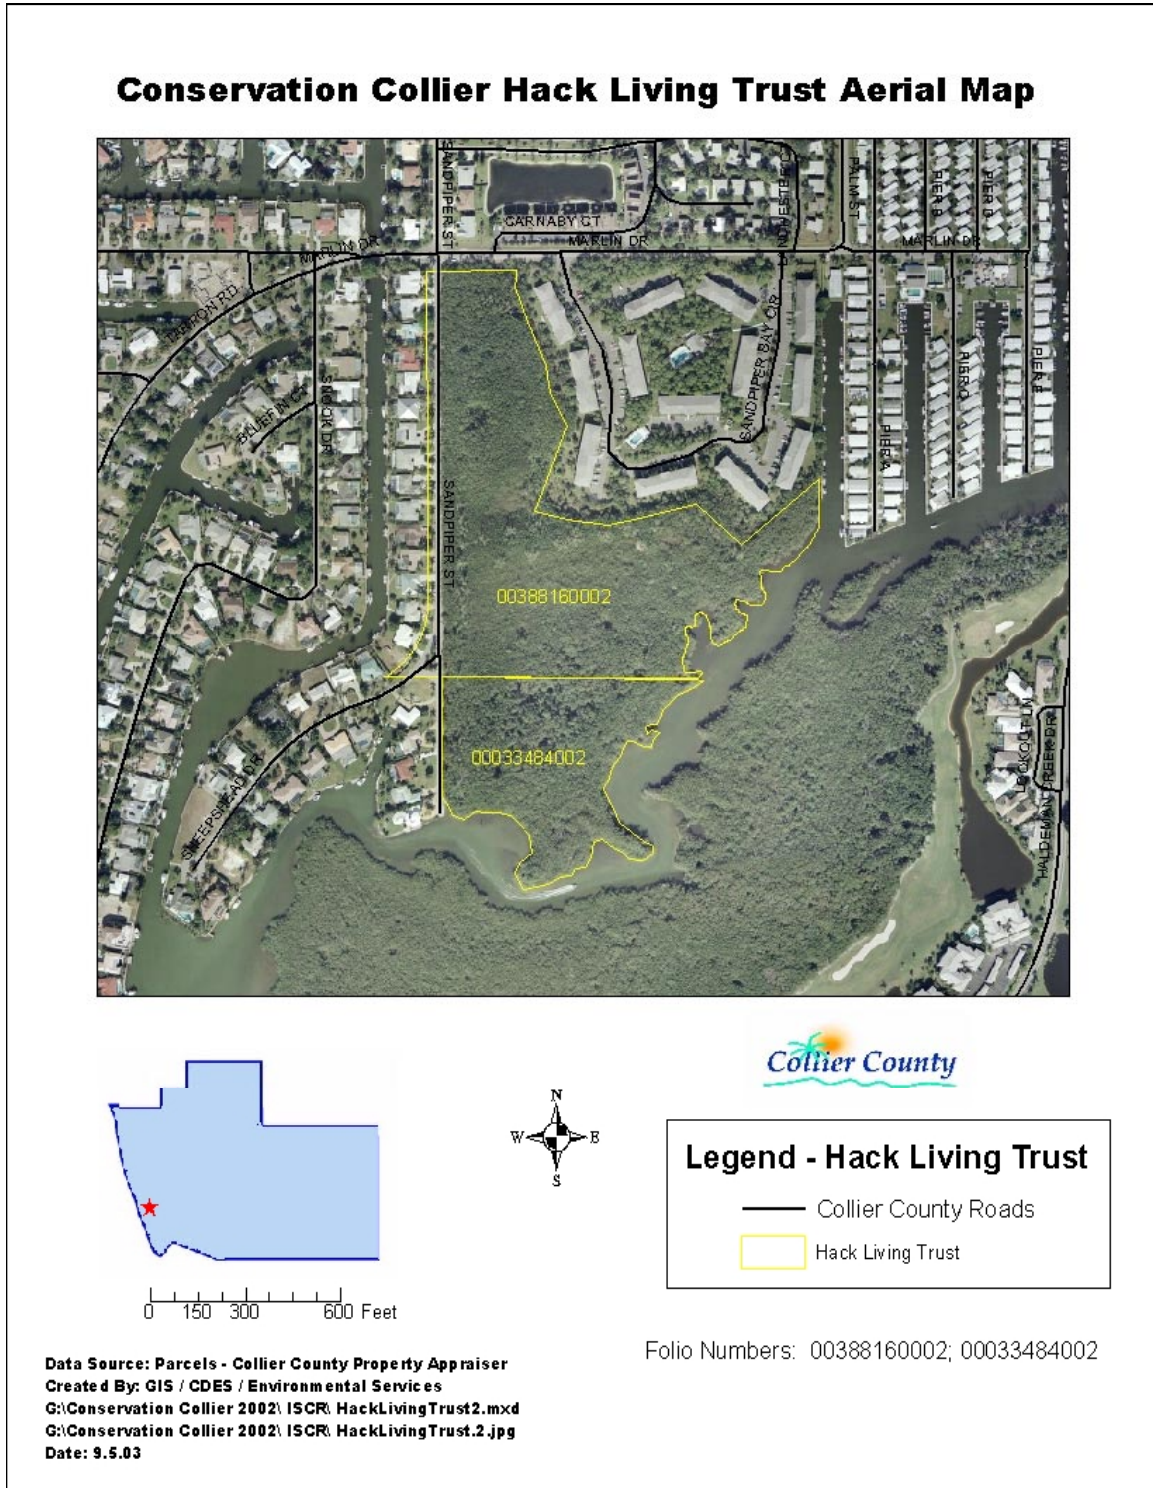 Conservation Collier Hack Living Trust Aerial Map
SANDPIPER ST
CARNABY CT
MARLIN DR
PALM ST
PIER B
PIER D
MARLIN DR
MARLIN DR
TARPON RD
BLUEFIN CT
SNOOK DR
SANDPIPER BAY CIR
PIER A
PIER C
PIER E
SANDPIPER ST
00388160002
00033484002
SHEEPSHEAD DR
LOOKOUT LN
HALDEMAN CREEK DR
Collier County
N
W E
S
Legend - Hack Living Trust
Collier County Roads
Hack Living Trust
0 150 300 600 Feet
Folio Numbers: 00388160002; 00033484002
Data Source: Parcels - Collier County Property Appraiser
Created By: GIS / CDES / Environmental Services
G:\Conservation Collier 2002\ ISCR\ HackLivingTrust2.mxd
G:\Conservation Collier 2002\ ISCR\ HackLivingTrust.2.jpg
Date: 9.5.03